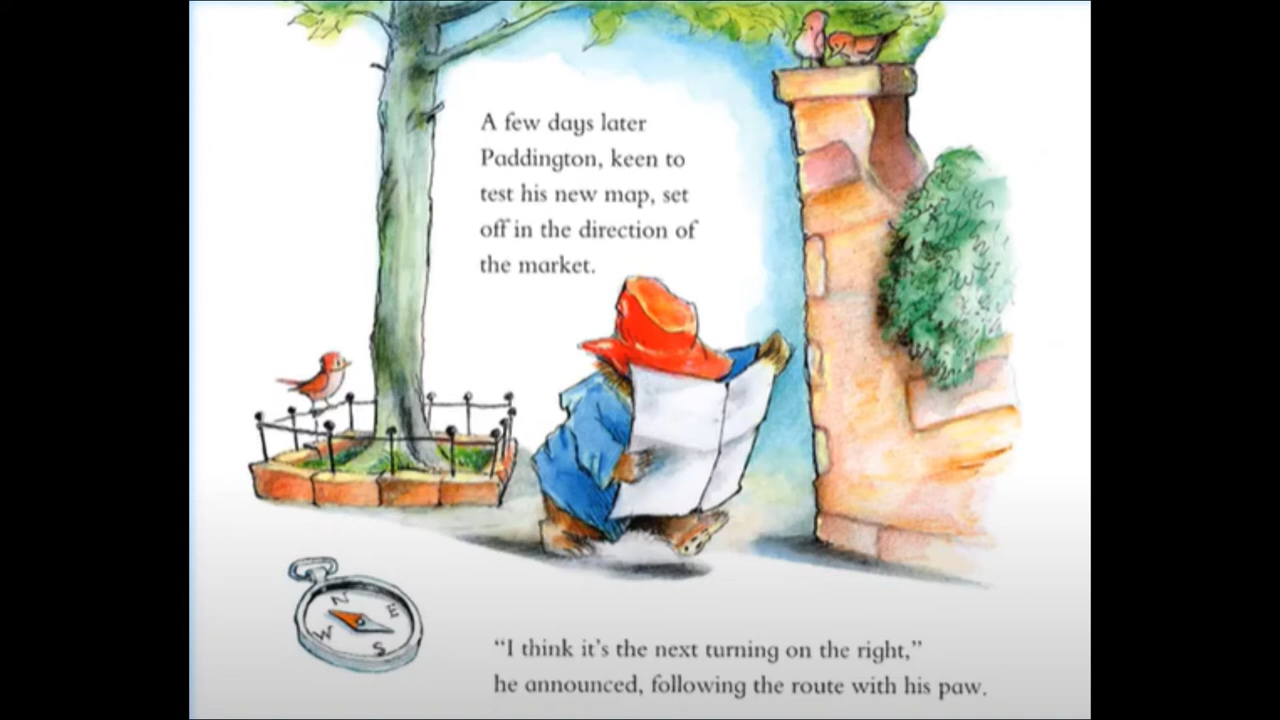 A few days later
Paddington, keen to
test his new map, set
off in the direction of
the market.
N
E
W
S
“I think it’s the next turning on the right,”
he announced, following the route with his paw.